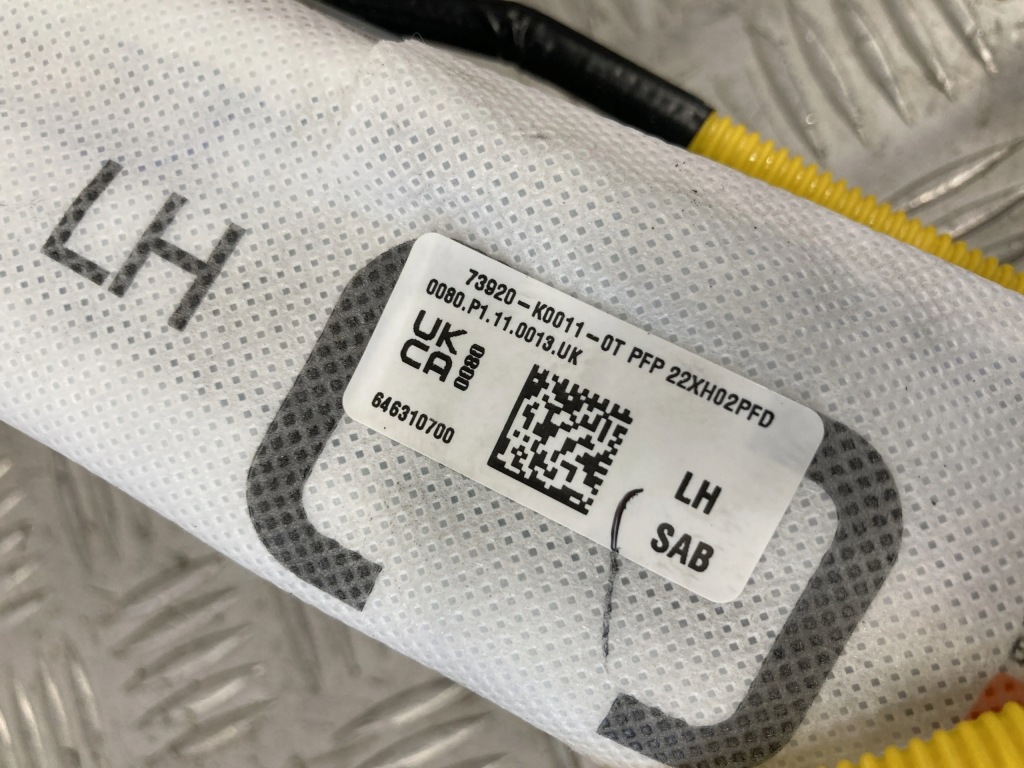 LH
73920-K0011-0T PFP 22XH02PFD
0080.P1.11.0013.UK
UK
CA 0080
646310700
LH
SAB